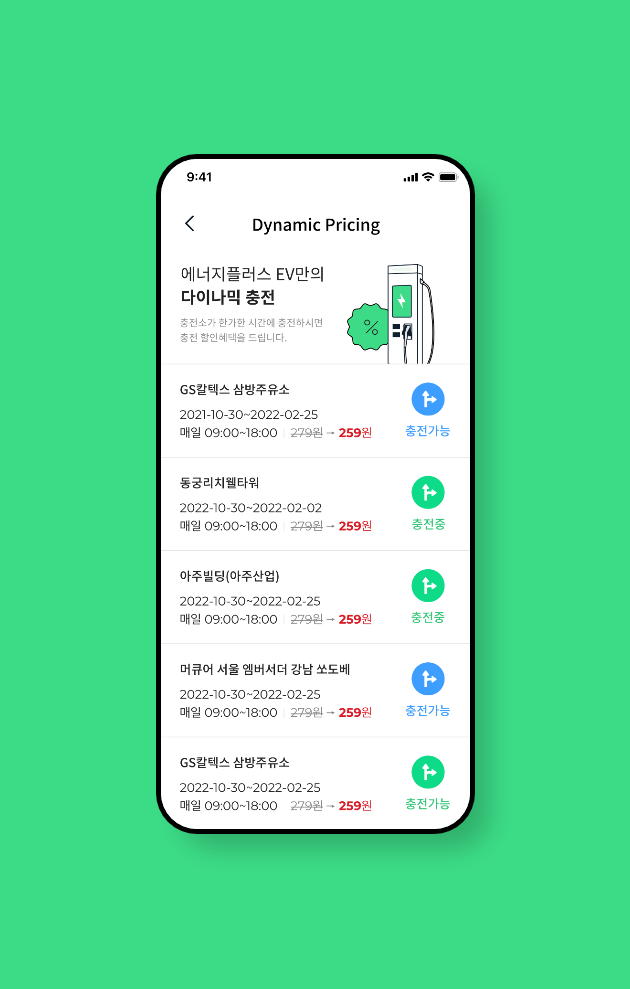 9:41
Dynamic Pricing
에너지플러스 EV만의
다이나믹 충전
충전소가 한가한 시간에 충전하시면
충전 할인혜택을 드립니다.
%
GS칼텍스 삼방주유소
2021-10-30~2022-02-25
매일 09:00~18:00 | 279원 → 259원
충전가능
동궁리치웰타워
2022-10-30~2022-02-02
매일 09:00~18:00 | 279원 → 259원
충전중
아주빌딩(아주산업)
2022-10-30~2022-02-25
매일 09:00~18:00 | 279원 → 259원
충전중
머큐어 서울 엠버서더 강남 쏘도베
2022-10-30~2022-02-25
매일 09:00~18:00 | 279원 → 259원
충전가능
GS칼텍스 삼방주유소
2022-10-30~2022-02-25
매일 09:00~18:00 279원 → 259원
충전가능